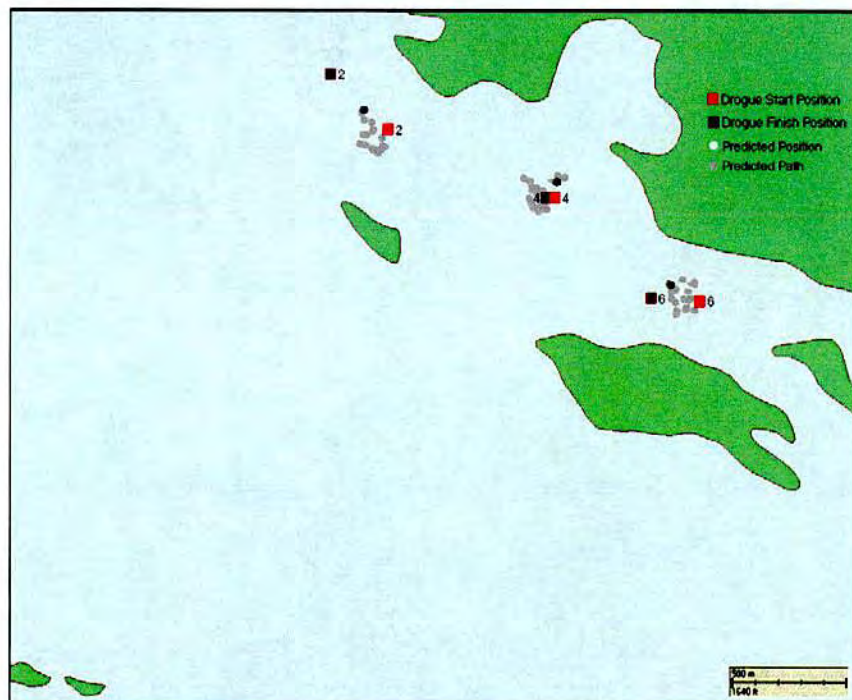 2
2
Drogue Start Position
Drogue Finish Position
Predicted Position
Predicted Path
4 4
6 6
500 m
1640 ft